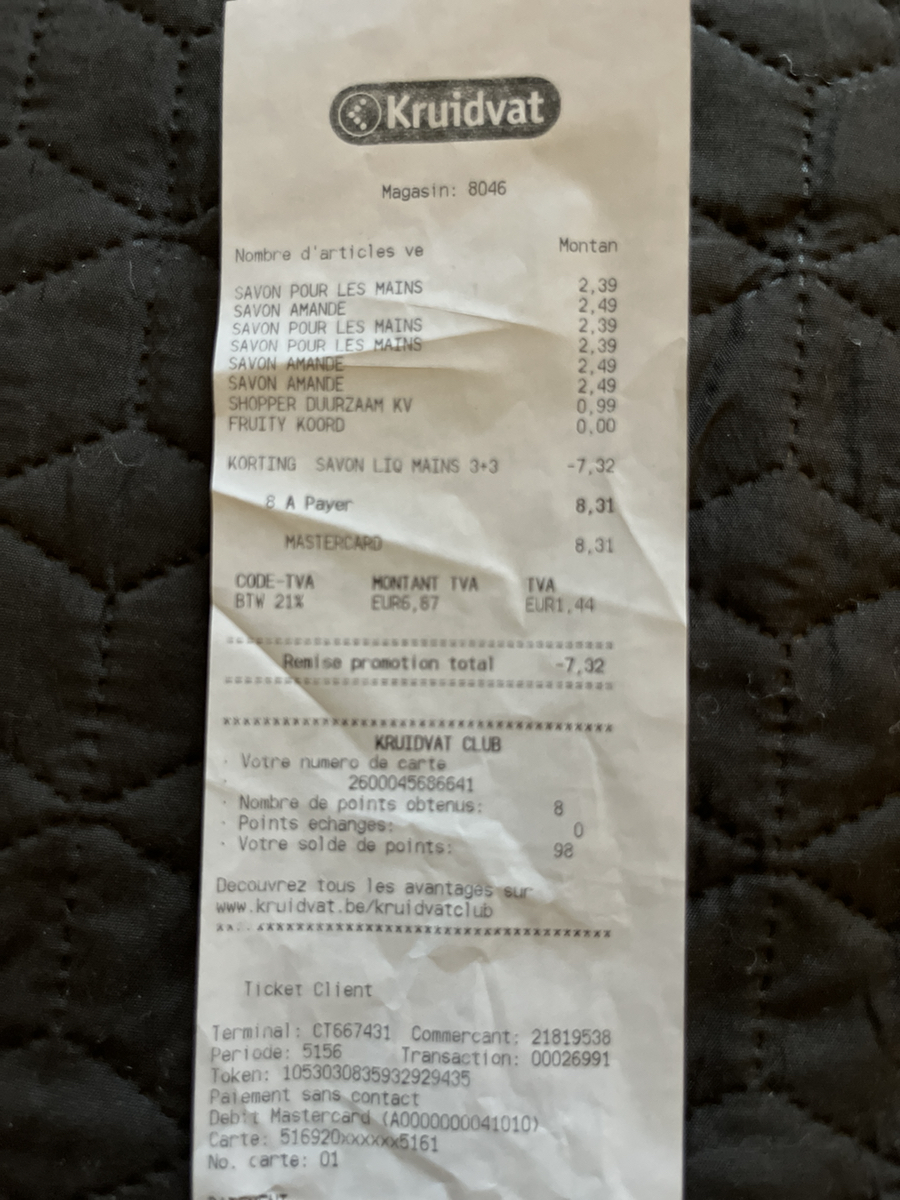 Kruidvat
Magasin: 8046
Nombre d'articles ve Montan
SAVON POUR LES MAINS 2,39
SAVON AMANDE 2,49
SAVON POUR LES MAINS 2,39
SAVON POUR LES MAINS 2,39
SAVON AMANDE 2,49
SAVON AMANDE 2,49
SHOPPER DUURZAAM KV 0,99
FRUITY KOORD 0,00
KORTING SAVON LIQ MAINS 3+3 -7,32
8 A Payer 8,31
MASTERCARD 8,31
CODE-TVA MONTANT TVA TVA
BTW 21% EUR6,87 EUR1,44
======================================
Remise promotion total -7,32
======================================
**************************************
KRUIDVAT CLUB
· Votre numero de carte
· 2600045686641
· Nombre de points obtenus: 8
· Points echanges: 0
· Votre solde de points: 98
Decouvrez tous les avantages sur
www.kruidvat.be/kruidvatclub
**************************************
Ticket Client
Terminal: CT667431 Commercant: 21819538
Periode: 5156 Transaction: 00026991
Token: 1053030835932929435
Paiement sans contact
Debit Mastercard (A0000000041010)
Carte: 516920xxxxxx5161
No. carte: 01